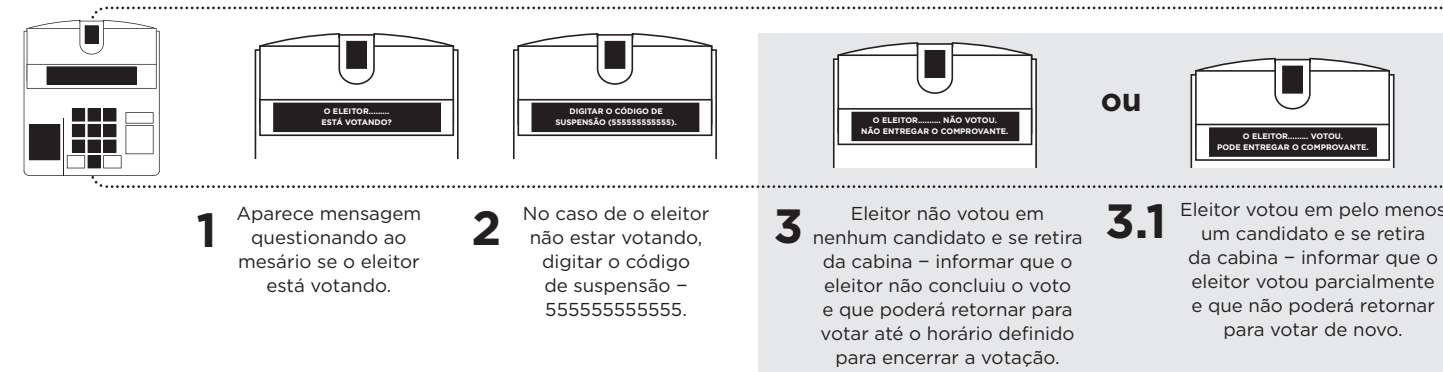 O ELEITOR.........
ESTÁ VOTANDO?
DIGITAR O CÓDIGO DE
SUSPENSÃO (555555555555).
O ELEITOR.......... NÃO VOTOU.
NÃO ENTREGAR O COMPROVANTE.
ou
O ELEITOR......... VOTOU.
PODE ENTREGAR O COMPROVANTE.
1
Aparece mensagem
questionando ao
mesário se o eleitor
está votando.
2
No caso de o eleitor
não estar votando,
digitar o código
de suspensão –
555555555555.
3
Eleitor não votou em
nenhum candidato e se retira
da cabina – informar que o
eleitor não concluiu o voto
e que poderá retornar para
votar até o horário definido
para encerrar a votação.
3.1
Eleitor votou em pelo menos
um candidato e se retira
da cabina – informar que o
eleitor votou parcialmente
e que não poderá retornar
para votar de novo.